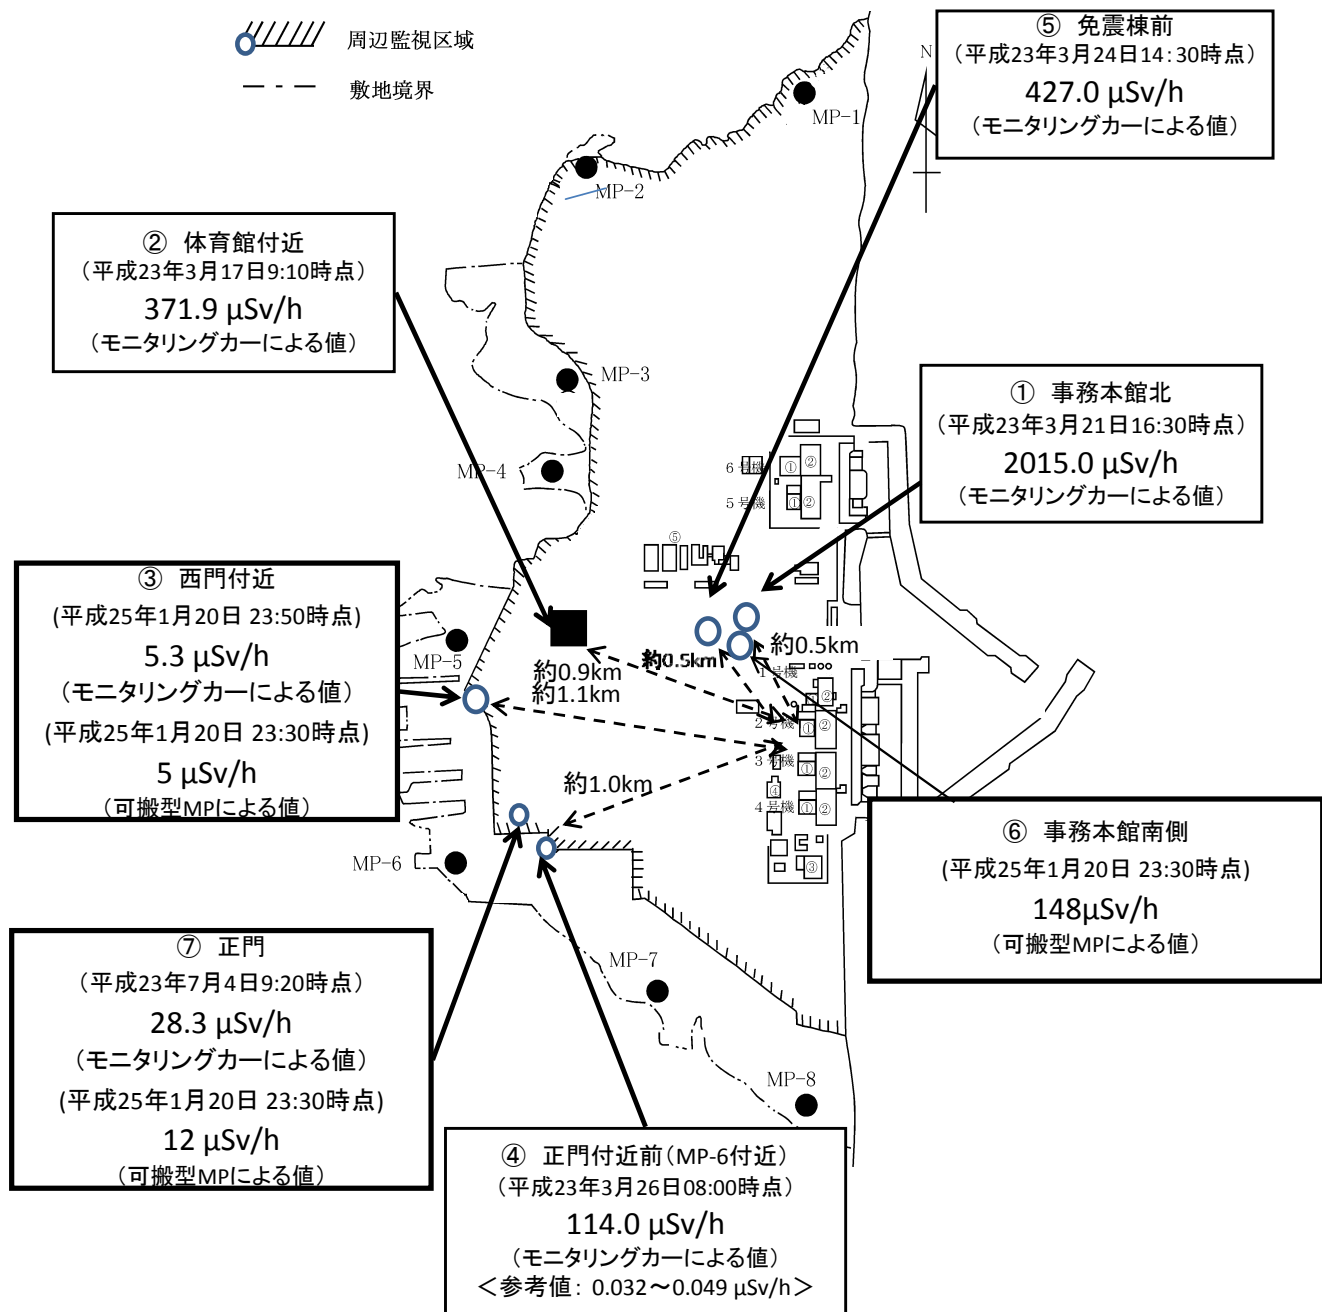 周辺監視区域
敷地境界
⑤ 免震棟前
（平成23年3月24日14：30時点）
427.0 μSv/h
（モニタリングカーによる値）
N
MP-1
MP-2
② 体育館付近
（平成23年3月17日9:10時点）
371.9 μSv/h
（モニタリングカーによる値）
MP-3
① 事務本館北
（平成23年3月21日16:30時点）
2015.0 μSv/h
（モニタリングカーによる値）
MP-4
6号機
①
②
5号機
①
②
⑤
③ 西門付近
(平成25年1月20日 23:50時点)
5.3 μSv/h
（モニタリングカーによる値）
(平成25年1月20日 23:30時点)
5 μSv/h
（可搬型MPによる値）
MP-5
約0.9km
約1.1km
約0.5km
約0.5km
1号機
②
2号機
①
②
3号機
①
②
④
4号機
①
②
③
約1.0km
MP-6
⑥ 事務本館南側
(平成25年1月20日 23:30時点)
148μSv/h
（可搬型MPによる値）
⑦ 正門
（平成23年7月4日9:20時点）
28.3 μSv/h
（モニタリングカーによる値）
(平成25年1月20日 23:30時点)
12 μSv/h
（可搬型MPによる値）
MP-7
MP-8
④ 正門付近前（MP-6付近）
（平成23年3月26日08:00時点）
114.0 μSv/h
（モニタリングカーによる値）
＜参考値： 0.032～0.049 μSv/h＞